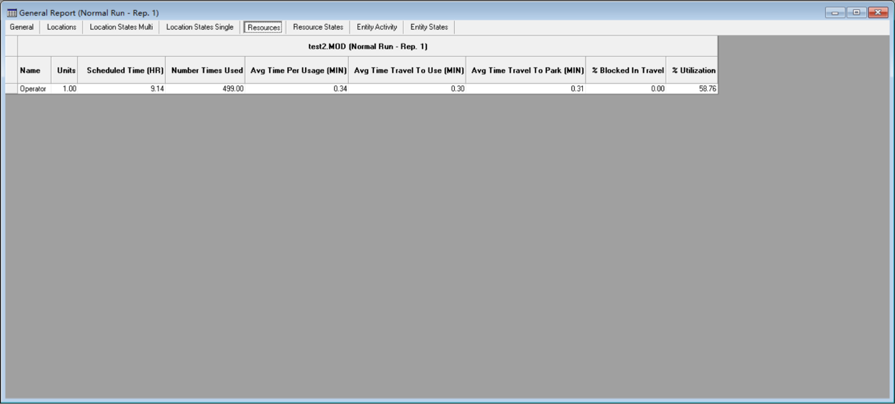 General Report (Normal Run - Rep. 1)
General Locations Location States Multi Location States Single Resources Resource States Entity Activity Entity States
test2.MOD (Normal Run - Rep. 1)
Name Units Scheduled Time (HR) Number Times Used Avg Time Per Usage (MIN) Avg Time Travel To Use (MIN) Avg Time Travel To Park (MIN) % Blocked In Travel % Utilization
Operator 1.00 9.14 499.00 0.34 0.30 0.31 0.00 58.76